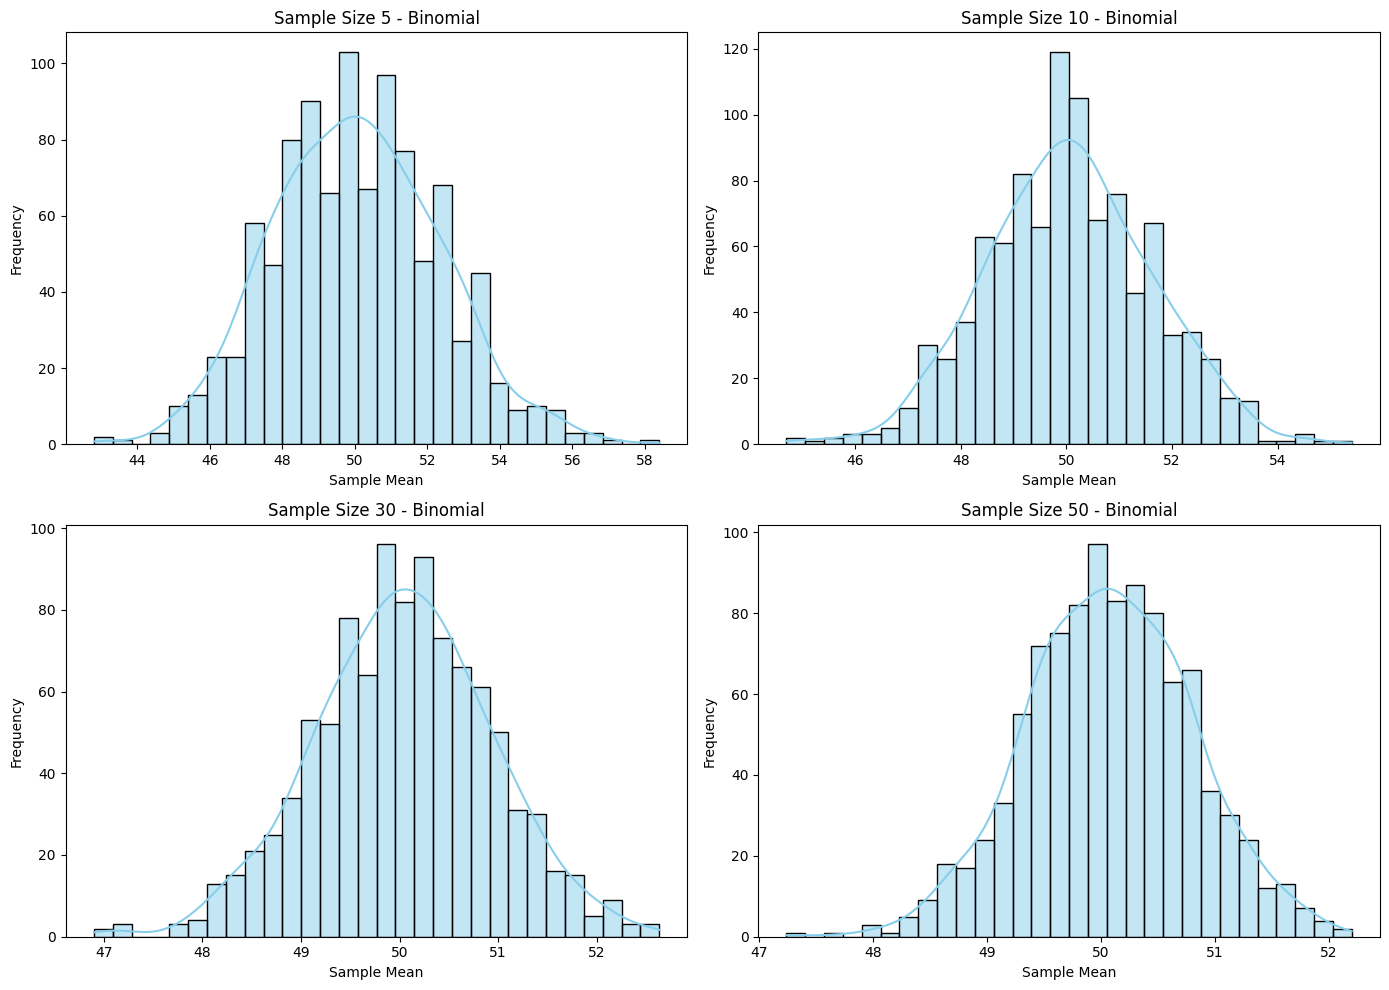 Sample Size 5 - Binomial
Frequency
100
80
60
40
20
0
44 46 48 50 52 54 56 58
Sample Mean
Sample Size 10 - Binomial
Frequency
120
100
80
60
40
20
0
46 48 50 52 54
Sample Mean
Sample Size 30 - Binomial
Frequency
100
80
60
40
20
0
47 48 49 50 51 52
Sample Mean
Sample Size 50 - Binomial
Frequency
100
80
60
40
20
0
47 48 49 50 51 52
Sample Mean